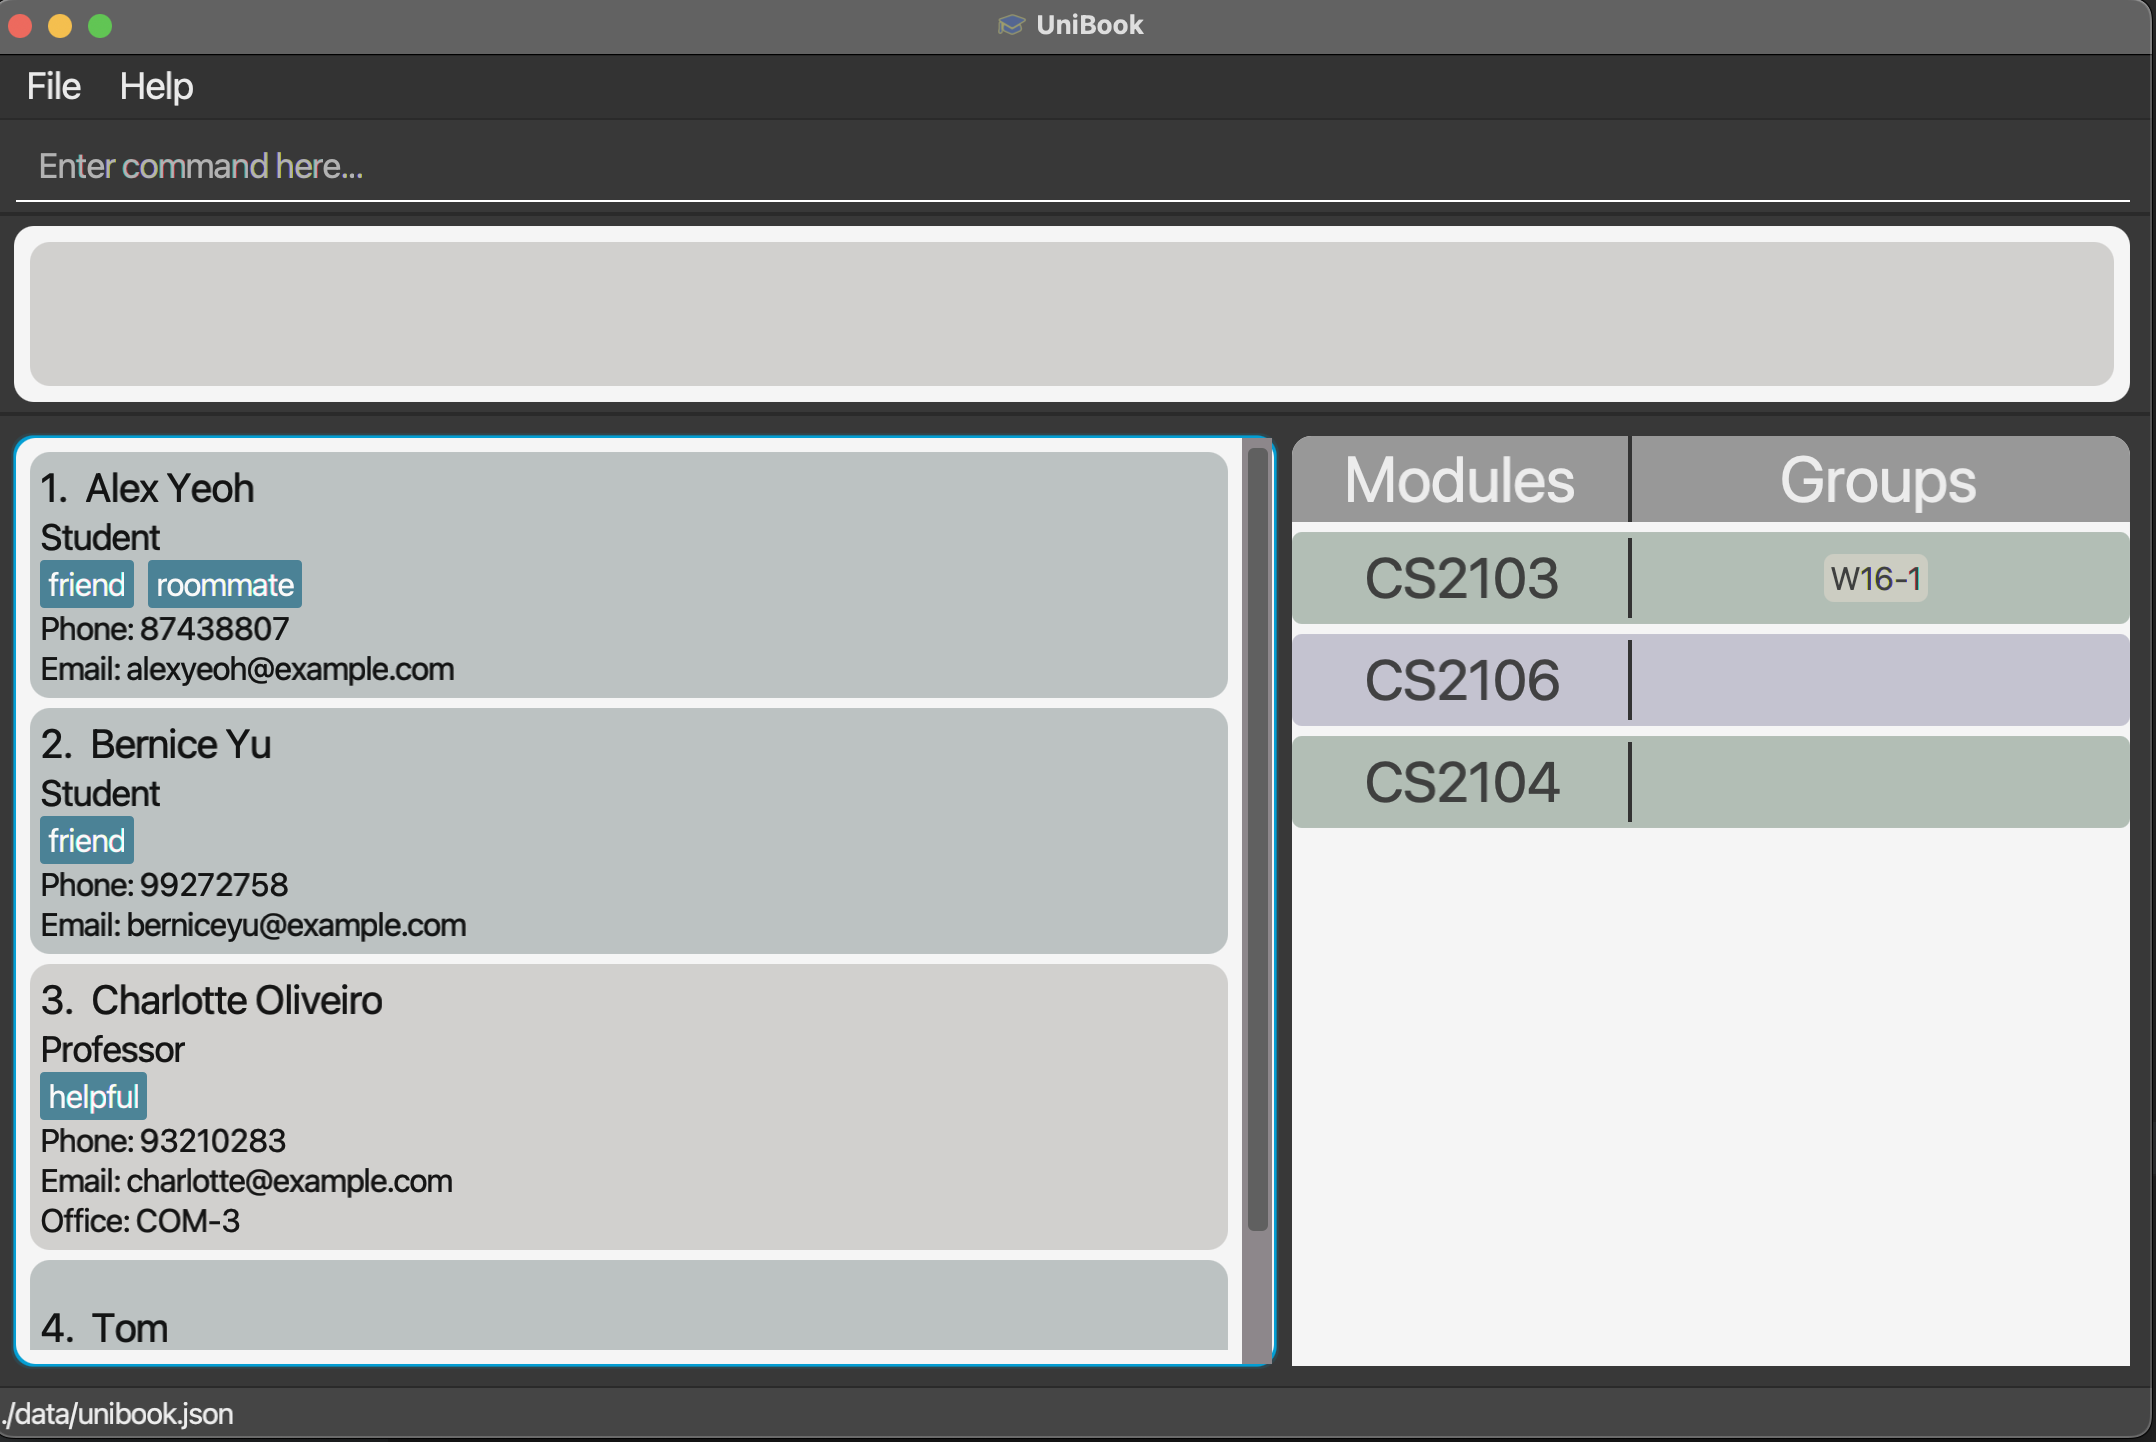 UniBook
File Help
Enter command here...
1. Alex Yeoh
Student
friend roommate
Phone: 87438807
Email: alexyeoh@example.com
2. Bernice Yu
Student
friend
Phone: 99272758
Email: berniceyu@example.com
3. Charlotte Oliveiro
Professor
helpful
Phone: 93210283
Email: charlotte@example.com
Office: COM-3
4. Tom
Modules Groups
CS2103 W16-1
CS2106
CS2104
./data/unibook.json